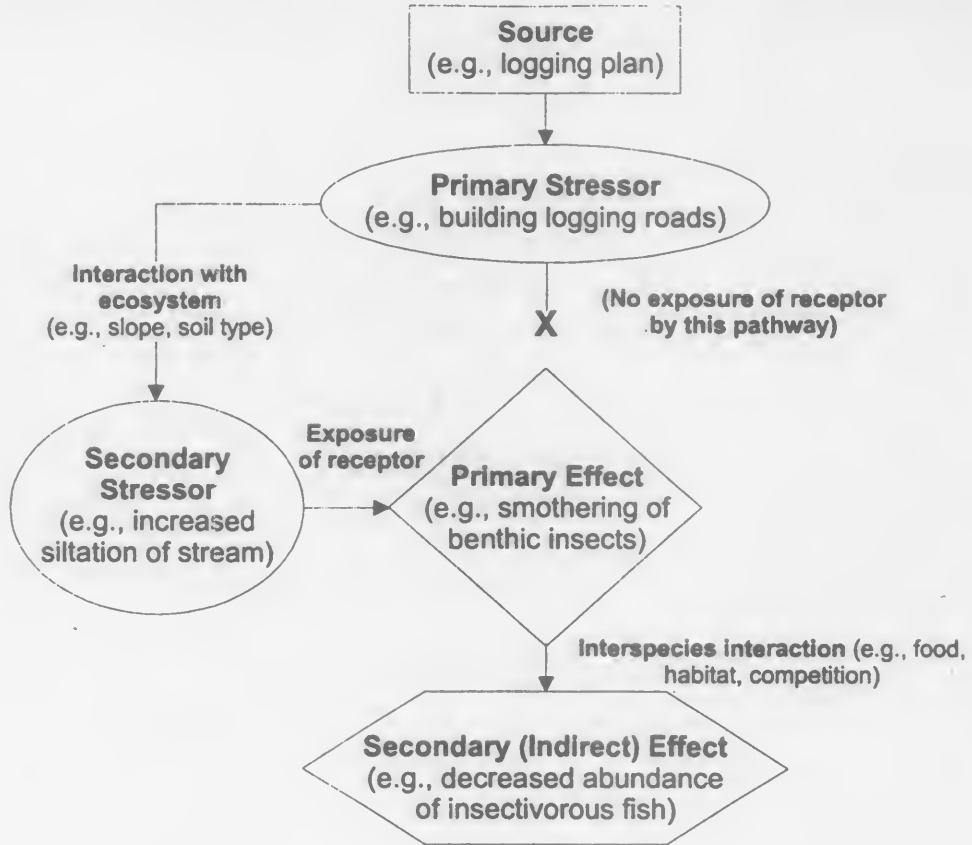 Source
(e.g., logging plan)
Primary Stressor
(e.g., building logging roads)
Interaction with
ecosystem
(e.g., slope, soil type)
(No exposure of receptor
by this pathway)
X
Secondary
Stressor
(e.g., increased
siltation of stream)
Exposure
of receptor
Primary Effect
(e.g., smothering of
benthic insects)
Interspecies interaction (e.g., food,
habitat, competition)
Secondary (Indirect) Effect
(e.g., decreased abundance
of insectivorous fish)